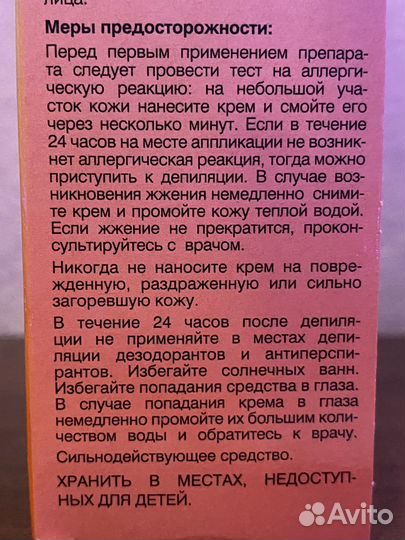 лица.
Меры предосторожности:
Перед первым применением препара-
та следует провести тест на аллерги-
ческую реакцию: на небольшой уча-
сток кожи нанесите крем и смойте его
через несколько минут. Если в течение
24 часов на месте аппликации не возник-
нет аллергическая реакция, тогда можно
приступить к депиляции. В случае воз-
никновения жжения немедленно сними-
те крем и промойте кожу теплой водой.
Если жжение не прекратится, прокон-
сультируйтесь с врачом.
Никогда не наносите крем на повре-
жденную, раздраженную или сильно
загоревшую кожу.
В течение 24 часов после депиля-
ции не применяйте в местах депи-
ляции дезодорантов и антиперспи-
рантов. Избегайте солнечных ванн.
Избегайте попадания средства в глаза.
В случае попадания крема в глаза
немедленно промойте их большим коли-
чеством воды и обратитесь к врачу.
Сильнодействующее средство.
ХРАНИТЬ В МЕСТАХ, НЕДОСТУП-
НЫХ ДЛЯ ДЕТЕЙ.
Avito